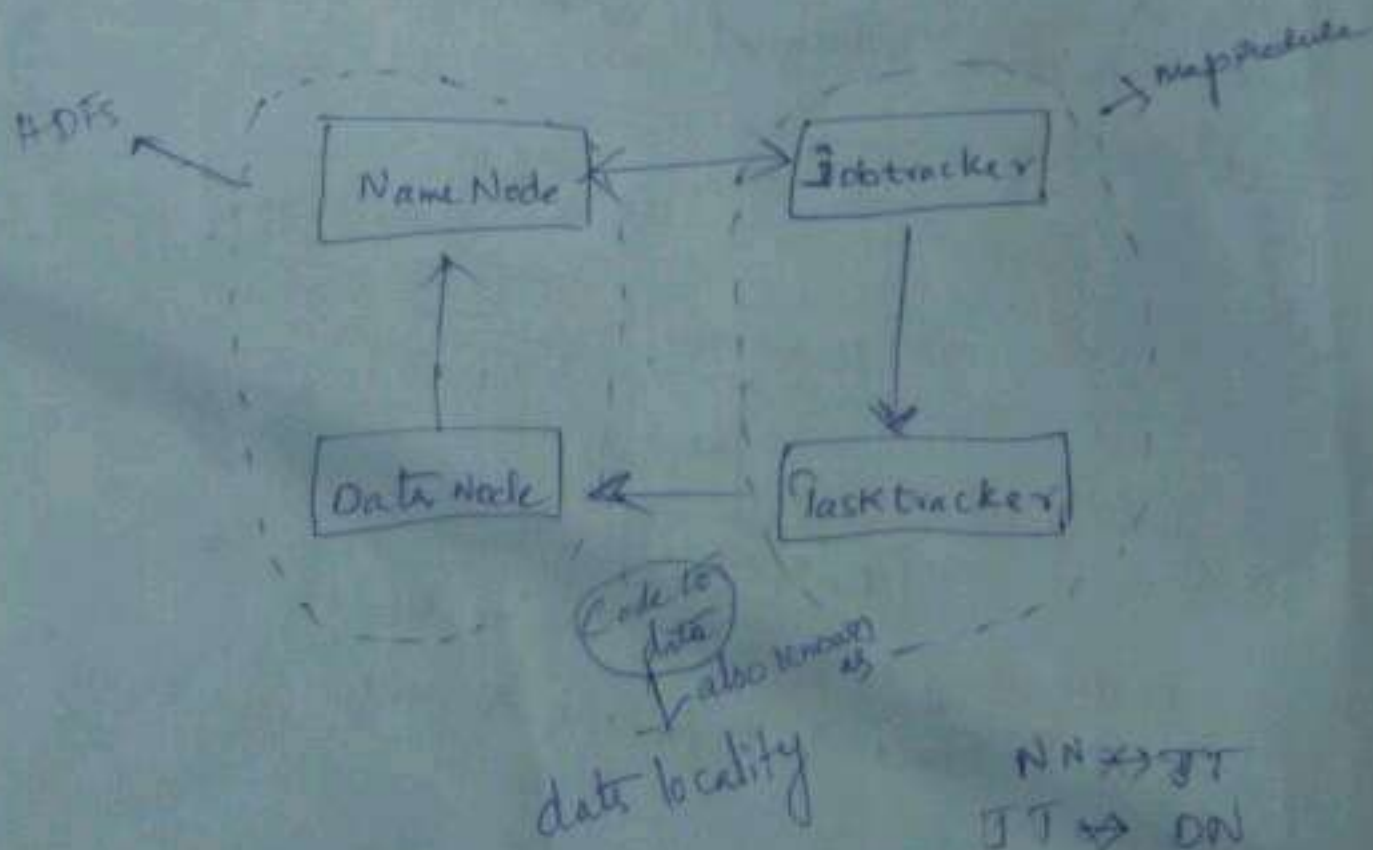 HDFS
Mapreduce
Name Node
Jobtracker
Data Node
Tasktracker
Code to
data
also known
as
data locality
NN <-> JT
JT <-> DN